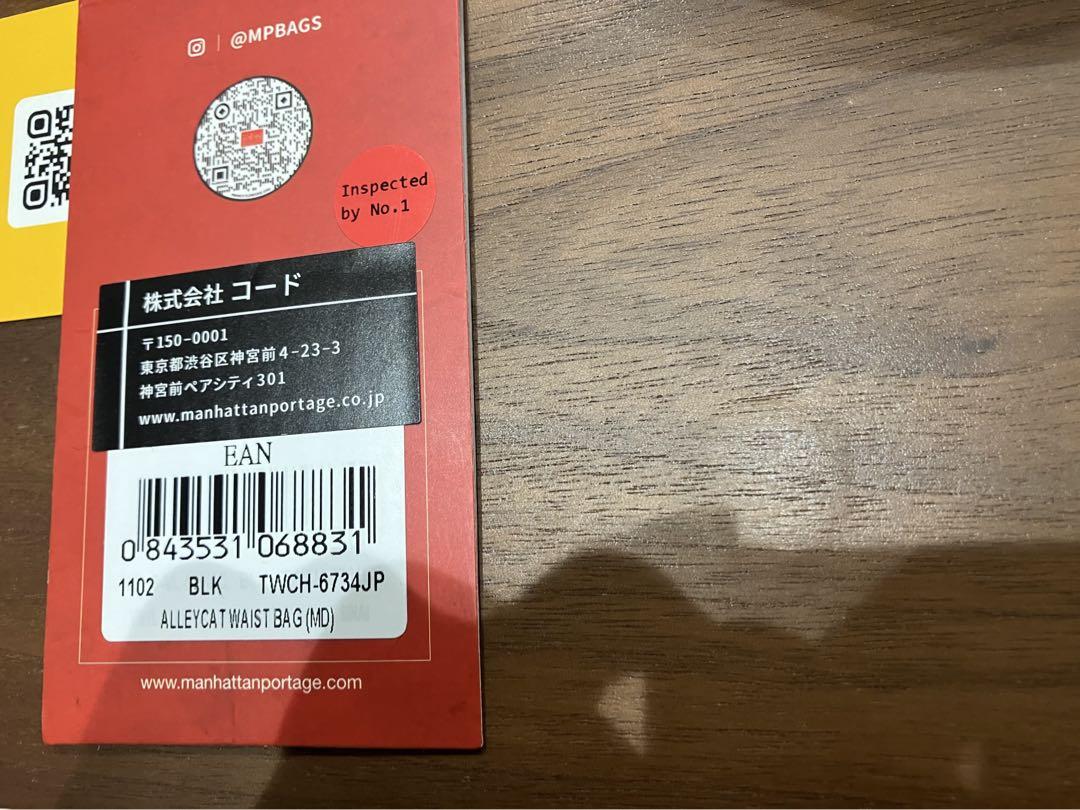 @MPBAGS
Inspected
by No.1
株式会社 コード
〒150-0001
東京都渋谷区神宮前4-23-3
神宮前ペアシティ301
www.manhattanportage.co.jp
EAN
0 843531 068831
1102 BLK TWCH-6734JP
ALLEYCAT WAIST BAG (MD)
www.manhattanportage.com